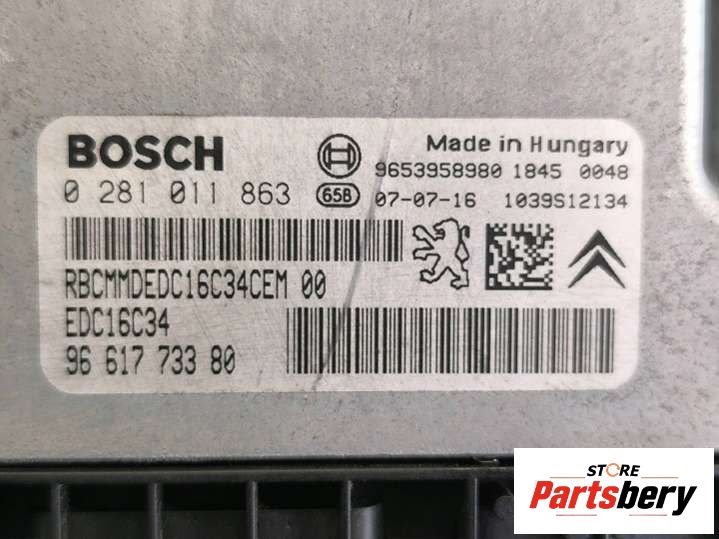 BOSCH
Made in Hungary
9653958980 1845 0048
0 281 011 863
65B
07-07-16 1039S12134
RBCMMDEDC16C34CEM 00
EDC16C34
96 617 733 80
STORE
Partsbery